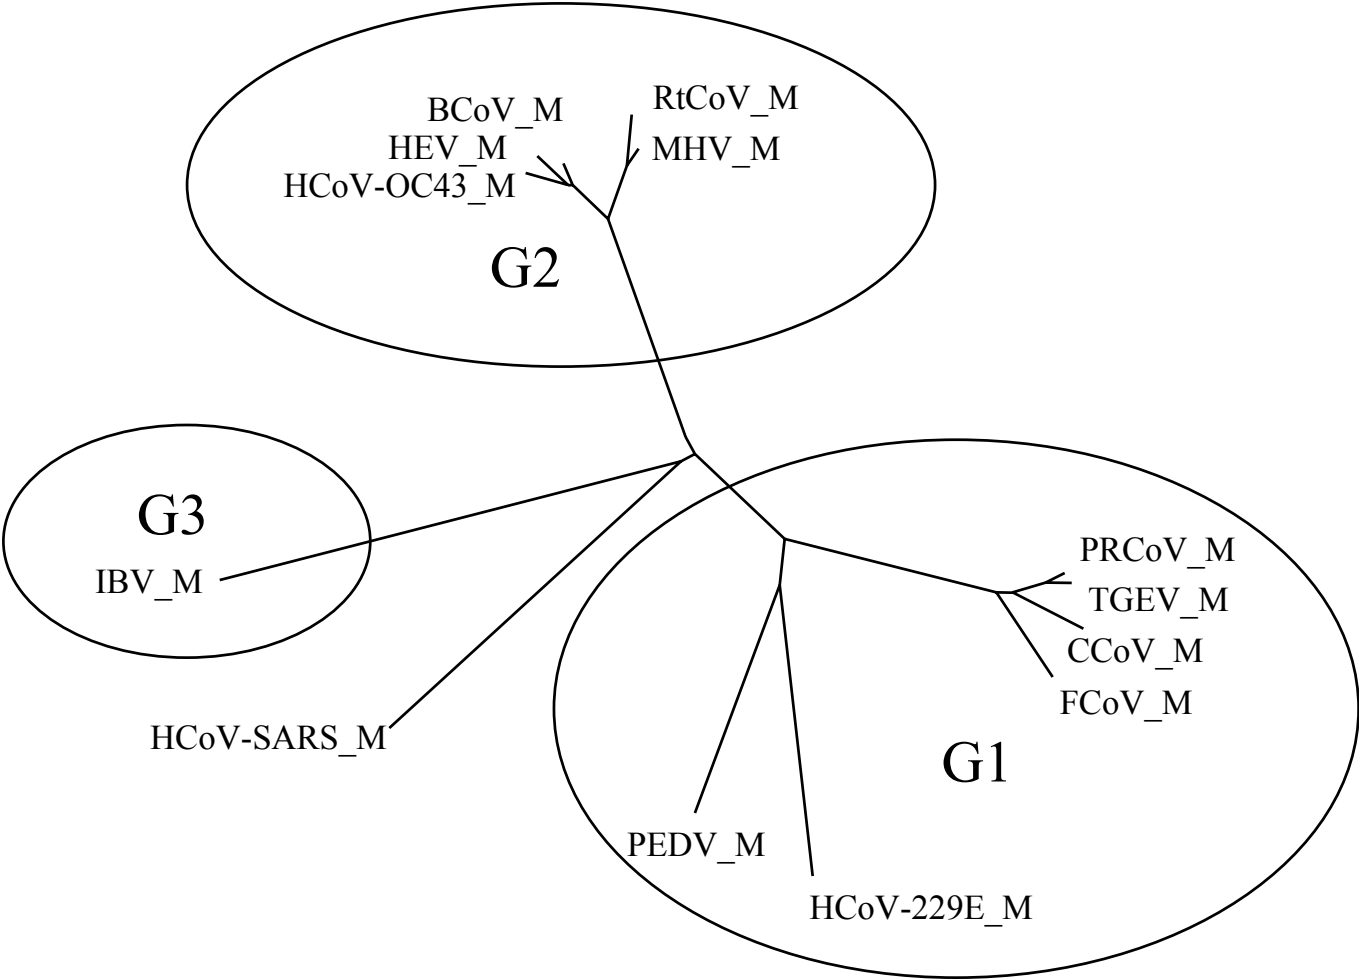 BCoV_M
RtCoV_M
HEV_M
MHV_M
HCoV-OC43_M
G2
G3
IBV_M
PRCoV_M
TGEV_M
CCoV_M
FCoV_M
HCoV-SARS_M
G1
PEDV_M
HCoV-229E_M